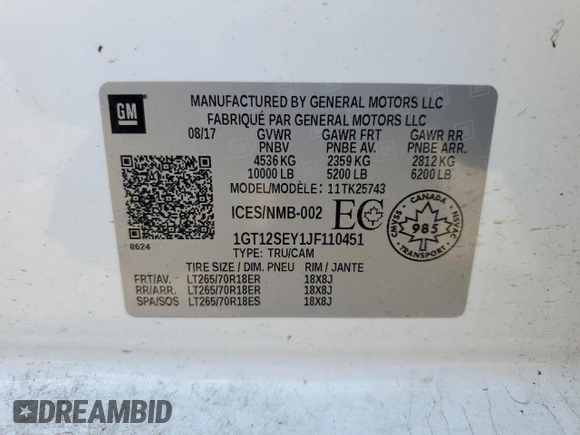 GM
MANUFACTURED BY GENERAL MOTORS LLC
FABRIQUÉ PAR GENERAL MOTORS LLC
08/17 GVWR GAWR FRT GAWR RR
PNBV PNBE AV. PNBE ARR.
4536 KG 2359 KG 2812 KG
10000 LB 5200 LB 6200 LB
MODEL/MODÈLE: 11TK25743
ICES/NMB-002 EC
CANADA 985 NSVAC
TRANSPORT
8624
1GT12SEY1JF110451
TYPE: TRU/CAM
TIRE SIZE / DIM. PNEU RIM / JANTE
FRT/AV. LT265/70R18ER 18X8J
RR/ARR. LT265/70R18ER 18X8J
SPA/SOS LT265/70R18ES 18X8J
DREAMBID